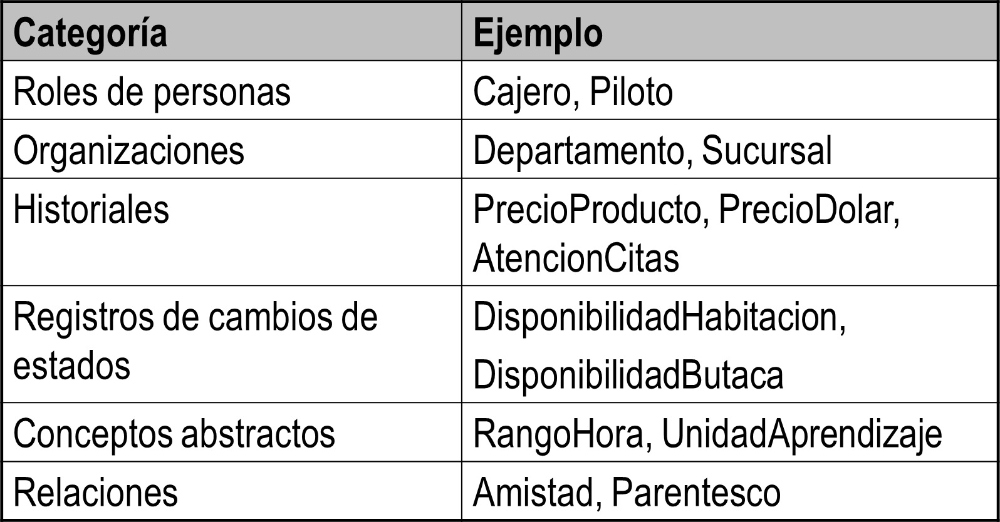 Categoría
Ejemplo
Roles de personas
Cajero, Piloto
Organizaciones
Departamento, Sucursal
Historiales
PrecioProducto, PrecioDolar,
AtencionCitas
Registros de cambios de
estados
DisponibilidadHabitacion,
DisponibilidadButaca
Conceptos abstractos
RangoHora, UnidadAprendizaje
Relaciones
Amistad, Parentesco